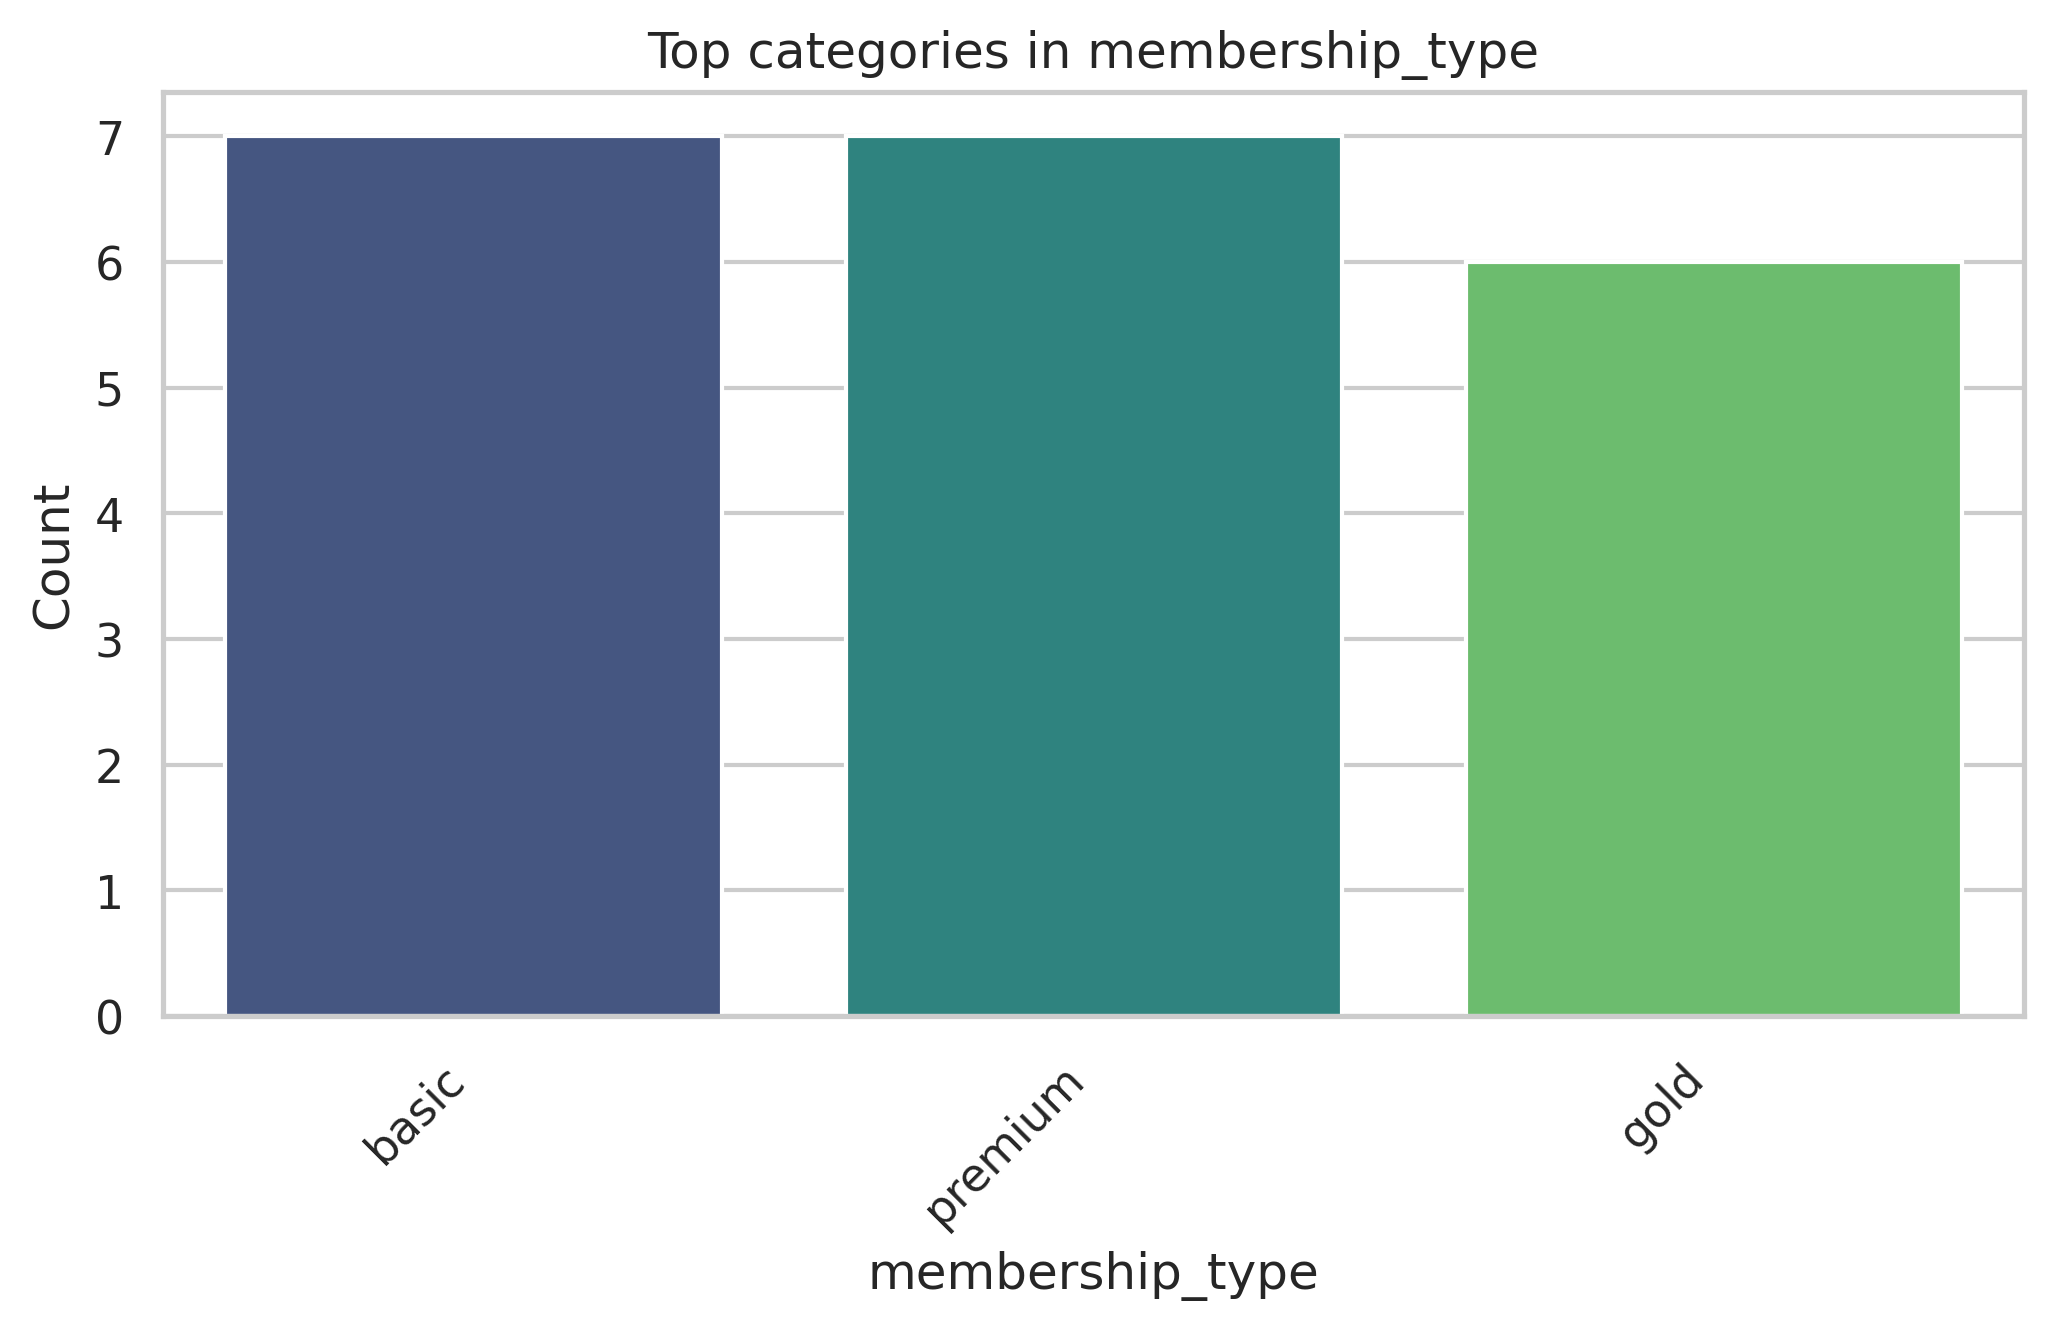 Top categories in membership_type
7
6
5
4
3
2
1
0
Count
basic
premium
gold
membership_type